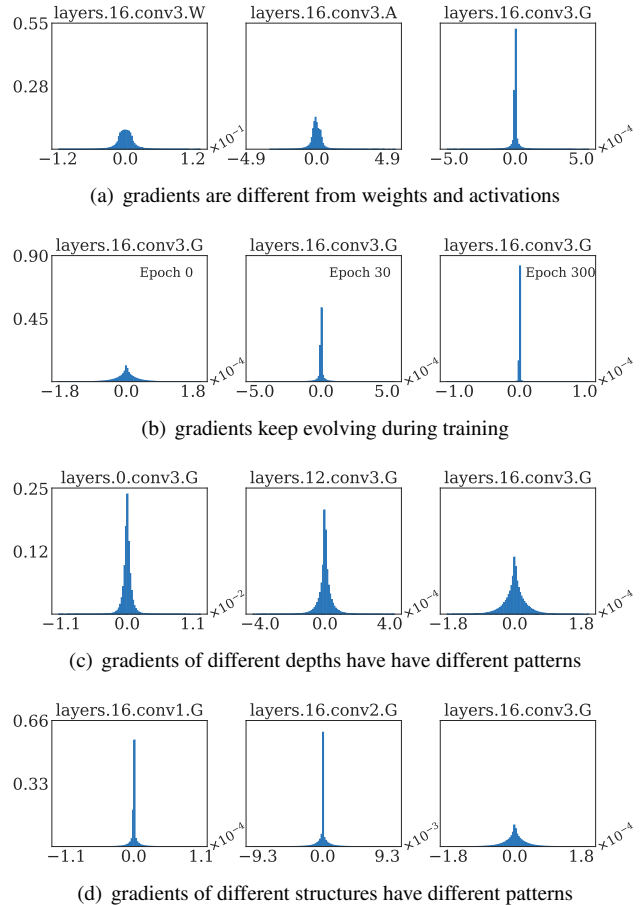 layers.16.conv3.W layers.16.conv3.A layers.16.conv3.G
0.55
0.28
×10⁻¹ ×10⁻⁴
−1.2 0.0 1.2 −4.9 0.0 4.9 −5.0 0.0 5.0
(a) gradients are different from weights and activations
layers.16.conv3.G layers.16.conv3.G layers.16.conv3.G
0.90
Epoch 0 Epoch 30 Epoch 300
0.45
×10⁻⁴ ×10⁻⁴ ×10⁻⁴
−1.8 0.0 1.8 −5.0 0.0 5.0 −1.0 0.0 1.0
(b) gradients keep evolving during training
layers.0.conv3.G layers.12.conv3.G layers.16.conv3.G
0.25
0.12
×10⁻² ×10⁻⁴ ×10⁻⁴
−1.1 0.0 1.1 −4.0 0.0 4.0 −1.8 0.0 1.8
(c) gradients of different depths have have different patterns
layers.16.conv1.G layers.16.conv2.G layers.16.conv3.G
0.66
0.33
×10⁻⁴ ×10⁻³ ×10⁻⁴
−1.1 0.0 1.1 −9.3 0.0 9.3 −1.8 0.0 1.8
(d) gradients of different structures have different patterns